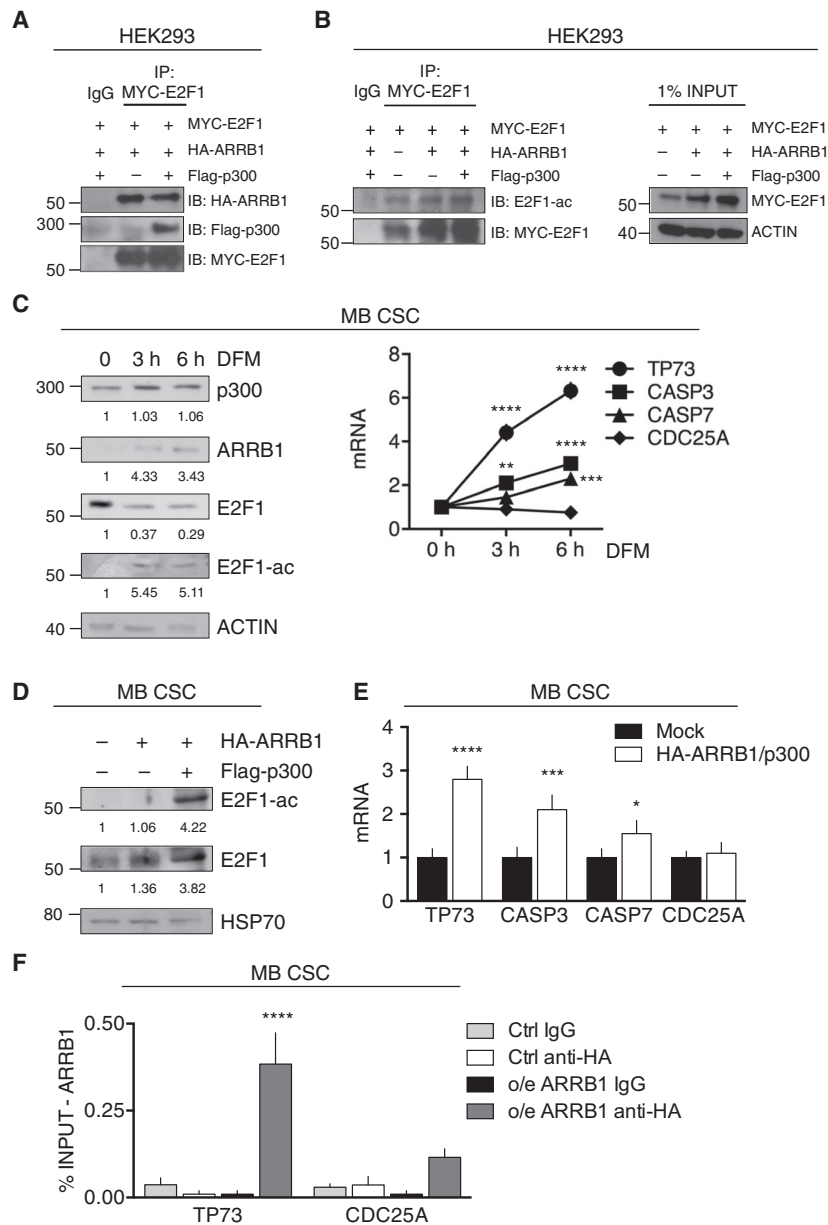 A
HEK293
IP:
IgG MYC-E2F1
+ + + MYC-E2F1
+ + + HA-ARRB1
+ – + Flag-p300
50 IB: HA-ARRB1
300 IB: Flag-p300
IB: MYC-E2F1
50
B
HEK293
IP:
IgG MYC-E2F1
+ + + + MYC-E2F1
+ – + + HA-ARRB1
+ – – + Flag-p300
50 IB: E2F1-ac
50 IB: MYC-E2F1
1% INPUT
+ + + MYC-E2F1
– + + HA-ARRB1
– – + Flag-p300
50 MYC-E2F1
40 ACTIN
C
MB CSC
0 3 h 6 h DFM
300 p300
1 1.03 1.06
50 ARRB1
1 4.33 3.43
50 E2F1
1 0.37 0.29
50 E2F1-ac
1 5.45 5.11
40 ACTIN
mRNA
8
6
4
2
0
0 h 3 h 6 h DFM
****
****
**
****
***
TP73
CASP3
CASP7
CDC25A
D
MB CSC
– + + HA-ARRB1
– – + Flag-p300
50 E2F1-ac
1 1.06 4.22
50 E2F1
1 1.36 3.82
80 HSP70
E
MB CSC
mRNA
4
3
2
1
0
****
***
*
Mock
HA-ARRB1/p300
TP73 CASP3 CASP7 CDC25A
F
MB CSC
% INPUT - ARRB1
0.50
0.25
0.00
****
TP73 CDC25A
Ctrl IgG
Ctrl anti-HA
o/e ARRB1 IgG
o/e ARRB1 anti-HA